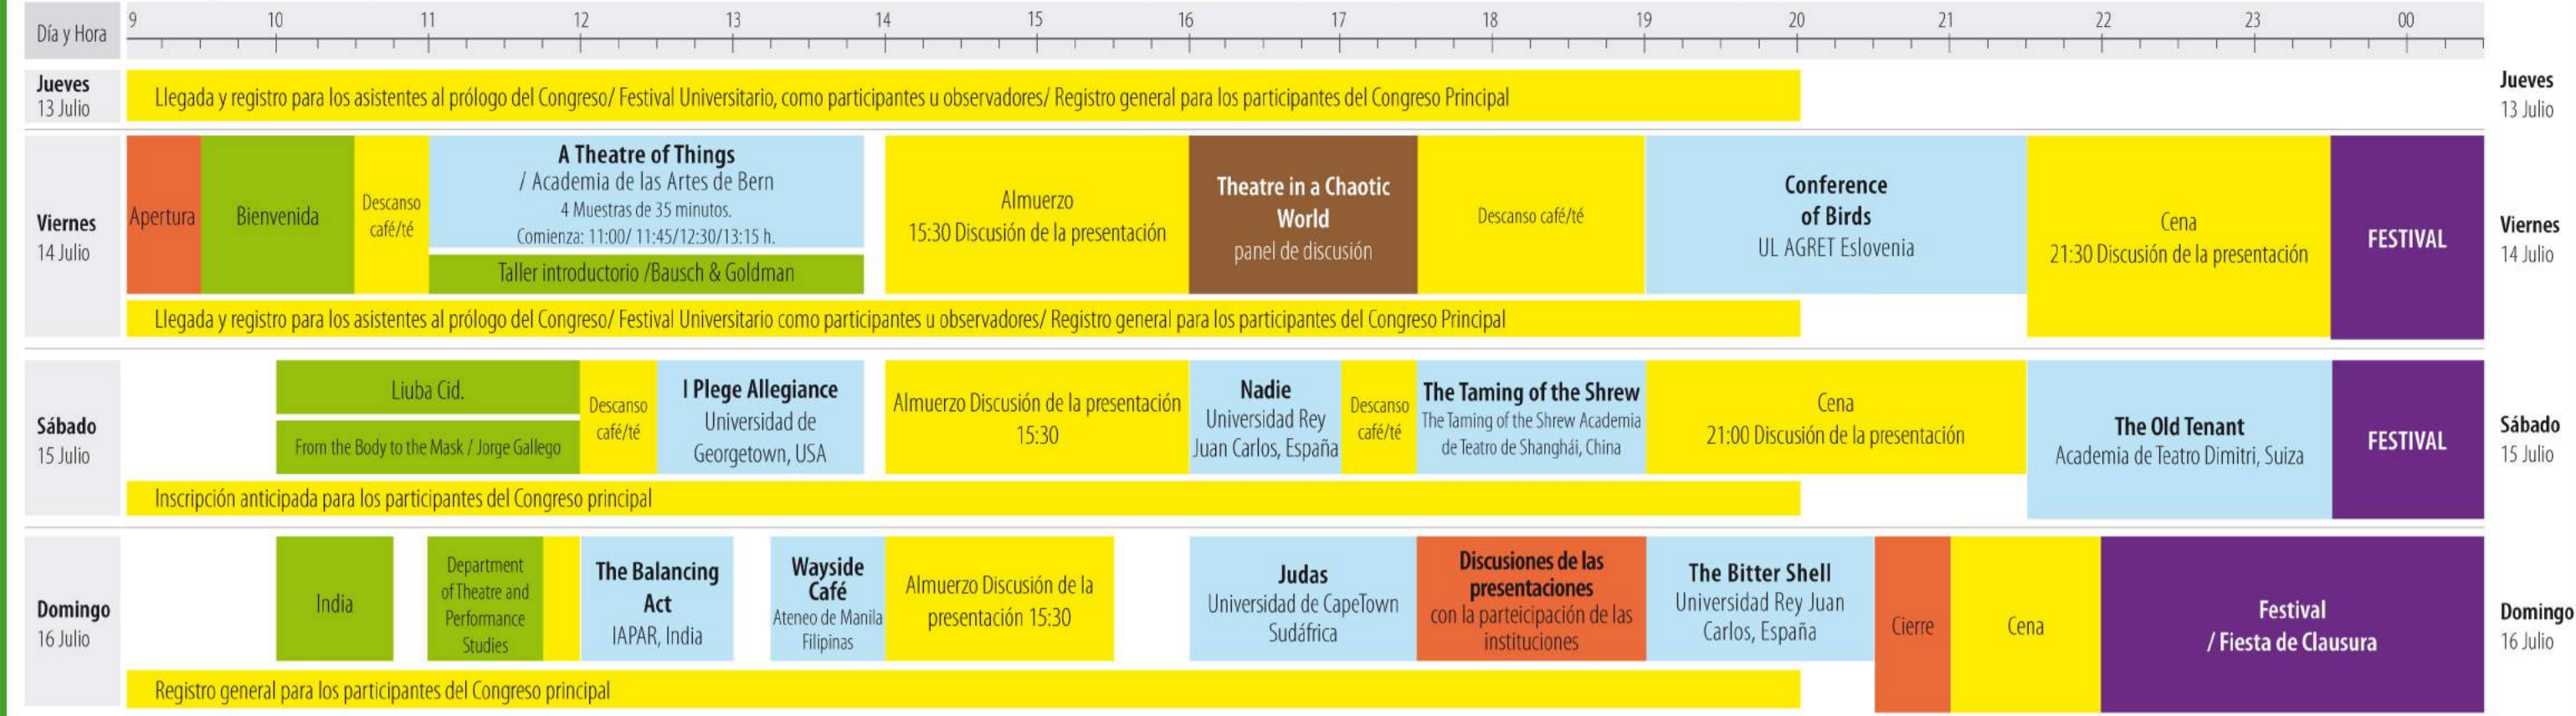 Día y Hora
9 10 11 12 13 14 15 16 17 18 19 20 21 22 23 00
Jueves
13 Julio
Llegada y registro para los asistentes al prólogo del Congreso/ Festival Universitario, como participantes u observadores/ Registro general para los participantes del Congreso Principal
Jueves
13 Julio
Viernes
14 Julio
Apertura
Bienvenida
Descanso
café/té
A Theatre of Things
/ Academia de las Artes de Bern
4 Muestras de 35 minutos.
Comienza: 11:00/ 11:45/12:30/13:15 h.
Taller introductorio /Bausch & Goldman
Almuerzo
15:30 Discusión de la presentación
Theatre in a Chaotic
World
panel de discusión
Descanso café/té
Conference
of Birds
UL AGRET Eslovenia
Cena
21:30 Discusión de la presentación
FESTIVAL
Viernes
14 Julio
Llegada y registro para los asistentes al prólogo del Congreso/ Festival Universitario como participantes u observadores/ Registro general para los participantes del Congreso Principal
Sábado
15 Julio
Liuba Cid.
From the Body to the Mask / Jorge Gallego
Descanso
café/té
I Plege Allegiance
Universidad de
Georgetown, USA
Almuerzo Discusión de la presentación
15:30
Nadie
Universidad Rey
Juan Carlos, España
Descanso
café/té
The Taming of the Shrew
The Taming of the Shrew Academia
de Teatro de Shanghái, China
Cena
21:00 Discusión de la presentación
The Old Tenant
Academia de Teatro Dimitri, Suiza
FESTIVAL
Sábado
15 Julio
Inscripción anticipada para los participantes del Congreso principal
Domingo
16 Julio
India
Department
of Theatre and
Performance
Studies
The Balancing
Act
IAPAR, India
Wayside
Café
Ateneo de Manila
Filipinas
Almuerzo Discusión de la
presentación 15:30
Judas
Universidad de CapeTown
Sudáfrica
Discusiones de las
presentaciones
con la parteicipación de las
instituciones
The Bitter Shell
Universidad Rey Juan
Carlos, España
Cierre
Cena
Festival
/ Fiesta de Clausura
Domingo
16 Julio
Registro general para los participantes del Congreso principal